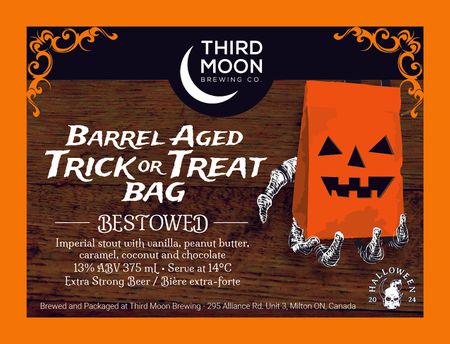 THIRD
MOON
BREWING CO.
BARREL AGED
TRICK OR TREAT
BAG
BESTOWED
Imperial stout with vanilla, peanut butter,
caramel, coconut and chocolate
13% ABV 375 mL • Serve at 14°C
Extra Strong Beer / Bière extra-forte
HALLOWEEN
20 24
Brewed and Packaged at Third Moon Brewing · 295 Alliance Rd. Unit 3, Milton ON, Canada